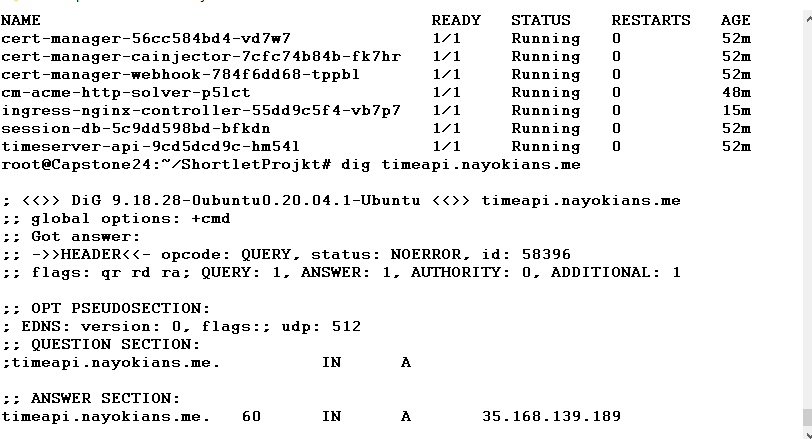 NAME READY STATUS RESTARTS AGE
cert-manager-56cc584bd4-vd7w7 1/1 Running 0 52m
cert-manager-cainjector-7cfc74b84b-fk7hr 1/1 Running 0 52m
cert-manager-webhook-784f6dd68-tppbl 1/1 Running 0 52m
cm-acme-http-solver-p5lct 1/1 Running 0 48m
ingress-nginx-controller-55dd9c5f4-vb7p7 1/1 Running 0 15m
session-db-5c9dd598bd-bfkdn 1/1 Running 0 52m
timeserver-api-9cd5dcd9c-hm54l 1/1 Running 0 52m
root@Capstone24:~/ShortletProjkt# dig timeapi.nayokians.me
; <<>> DiG 9.18.28-0ubuntu0.20.04.1-Ubuntu <<>> timeapi.nayokians.me
;; global options: +cmd
;; Got answer:
;; ->>HEADER<<- opcode: QUERY, status: NOERROR, id: 58396
;; flags: qr rd ra; QUERY: 1, ANSWER: 1, AUTHORITY: 0, ADDITIONAL: 1
;; OPT PSEUDOSECTION:
; EDNS: version: 0, flags:; udp: 512
;; QUESTION SECTION:
;timeapi.nayokians.me. IN A
;; ANSWER SECTION:
timeapi.nayokians.me. 60 IN A 35.168.139.189